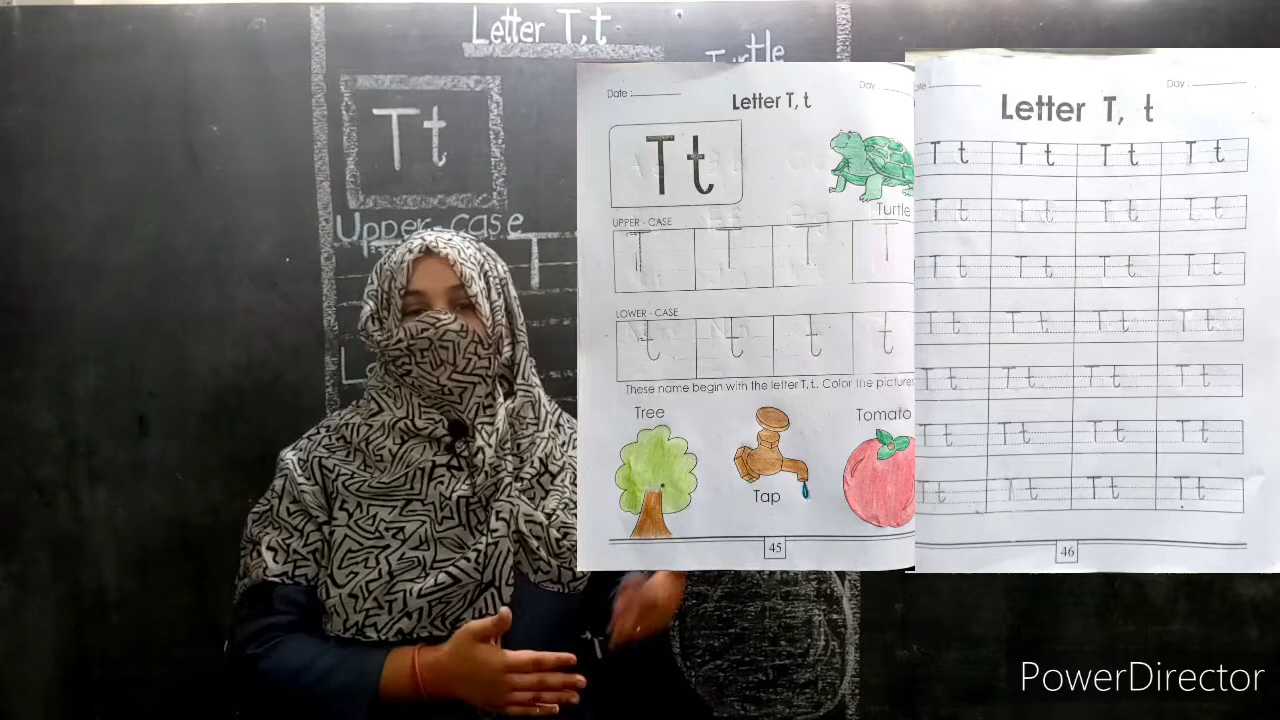 Letter T, t
Turtle
Tt
Upper-case
T
Date :
Day :
Letter T, t
Tt
Turtle
UPPER - CASE
T T T T
LOWER - CASE
t t t t
These name begin with the letter T,t. Color the pictures
Tree
Tap
Tomato
45
Day :
Letter T, t
T t T t T t T t
T t T t T t T t
T t T t T t T t
T t T t T t T t
T t T t T t T t
T t T t T t T t
T t T t T t T t
46
PowerDirector